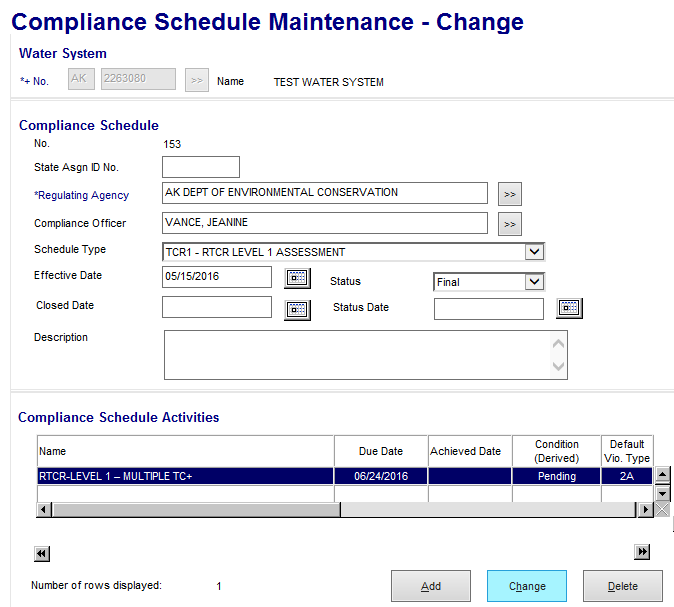 Compliance Schedule Maintenance - Change
Water System
*+ No. AK 2263080 >> Name TEST WATER SYSTEM
Compliance Schedule
No. 153
State Asgn ID No.
*Regulating Agency AK DEPT OF ENVIRONMENTAL CONSERVATION >>
Compliance Officer VANCE, JEANINE >>
Schedule Type TCR1 - RTCR LEVEL 1 ASSESSMENT
Effective Date 05/15/2016 Status Final
Closed Date Status Date
Description
Compliance Schedule Activities
Name Due Date Achieved Date Condition (Derived) Default Vio. Type
RTCR-LEVEL 1 – MULTIPLE TC+ 06/24/2016 Pending 2A
Number of rows displayed: 1 Add Change Delete